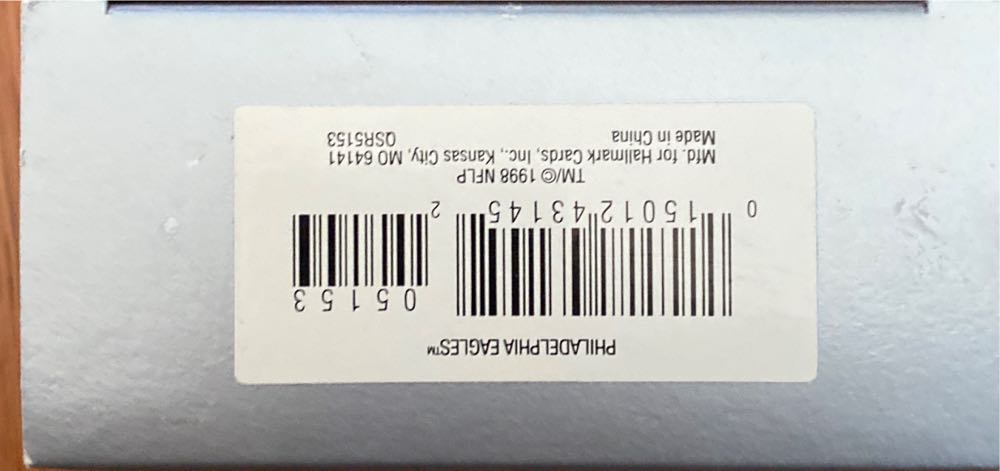 PHILADELPHIA EAGLES™
05153
0 15012 43145 2
TM/© 1998 NFLP
Mfd. for Hallmark Cards, Inc., Kansas City, MO 64141
Made in China QSR5153